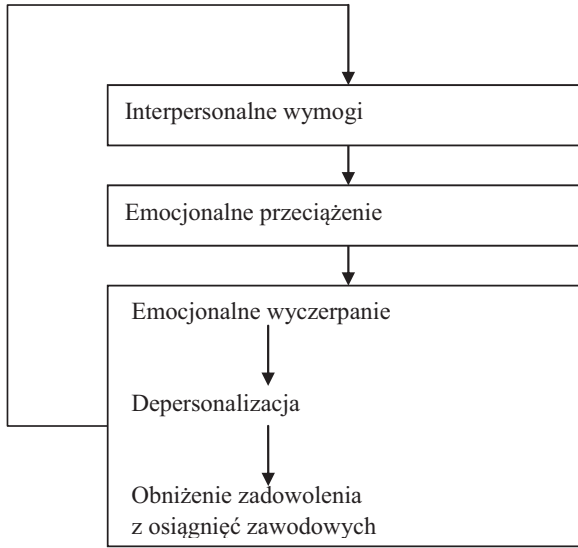 Interpersonalne wymogi
Emocjonalne przeciążenie
Emocjonalne wyczerpanie
Depersonalizacja
Obniżenie zadowolenia
z osiągnięć zawodowych